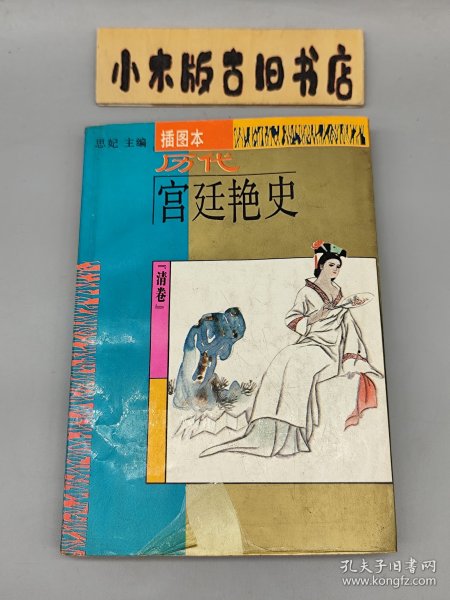 小木版古旧书店
思妃 主编
插图本
历代
宫廷艳史
『清卷』
孔夫子旧书网
www.kongfz.com